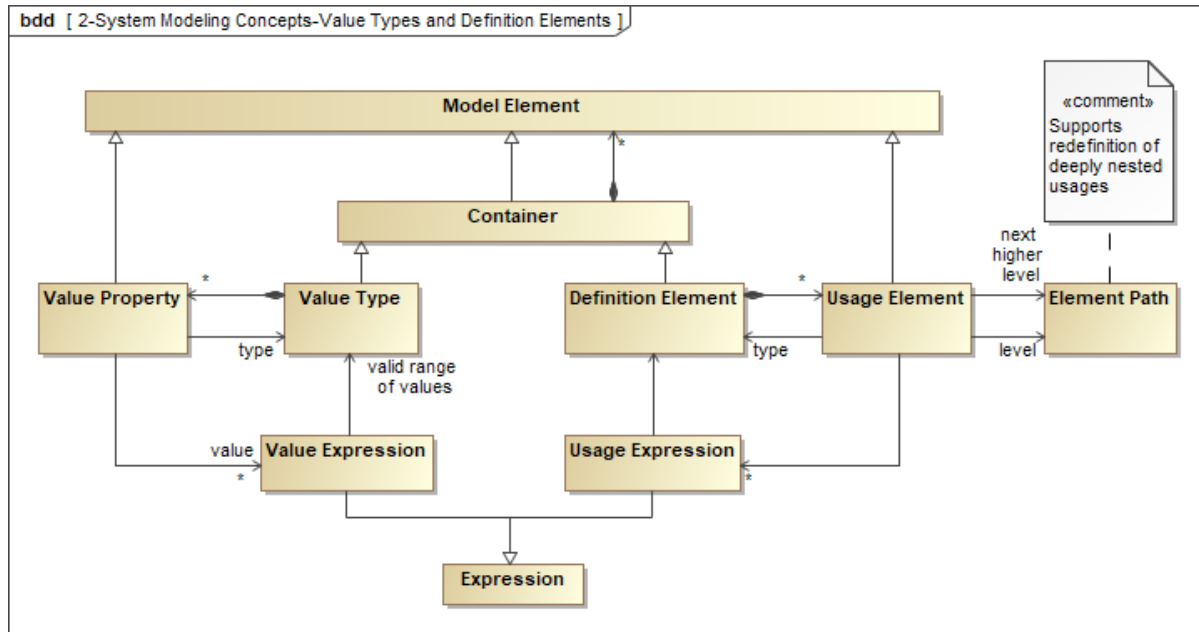 bdd [ 2-System Modeling Concepts-Value Types and Definition Elements ]
Model Element
«comment»
Supports
redefinition of
deeply nested
usages
*
Container
next
higher
level
*
*
Value Property
Value Type
Definition Element
Usage Element
Element Path
type
valid range
of values
type
level
value
*
Value Expression
Usage Expression
*
Expression